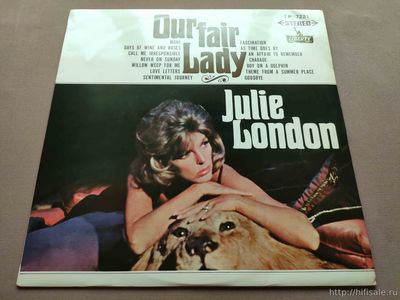 Our fair Lady
LP 7221
STEREO
LIBERTY
MORE
DAYS OF WINE AND ROSES
CALL ME IRRESPONSIBLE
NEVER ON SUNDAY
WILLOW WEEP FOR ME
LOVE LETTERS
SENTIMENTAL JOURNEY
FASCINATION
AS TIME GOES BY
AN AFFAIR TO REMEMBER
CHARADE
BOY ON A DOLPHIN
THEME FROM A SUMMER PLACE
GOODBYE
Julie
London
http://hifisale.ru